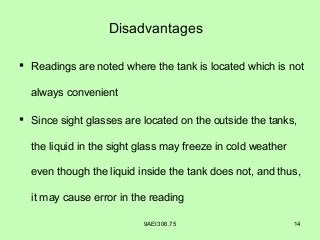 Disadvantages
▪ Readings are noted where the tank is located which is not
always convenient
▪ Since sight glasses are located on the outside the tanks,
the liquid in the sight glass may freeze in cold weather
even though the liquid inside the tank does not, and thus,
it may cause error in the reading
9AEI306.75
14